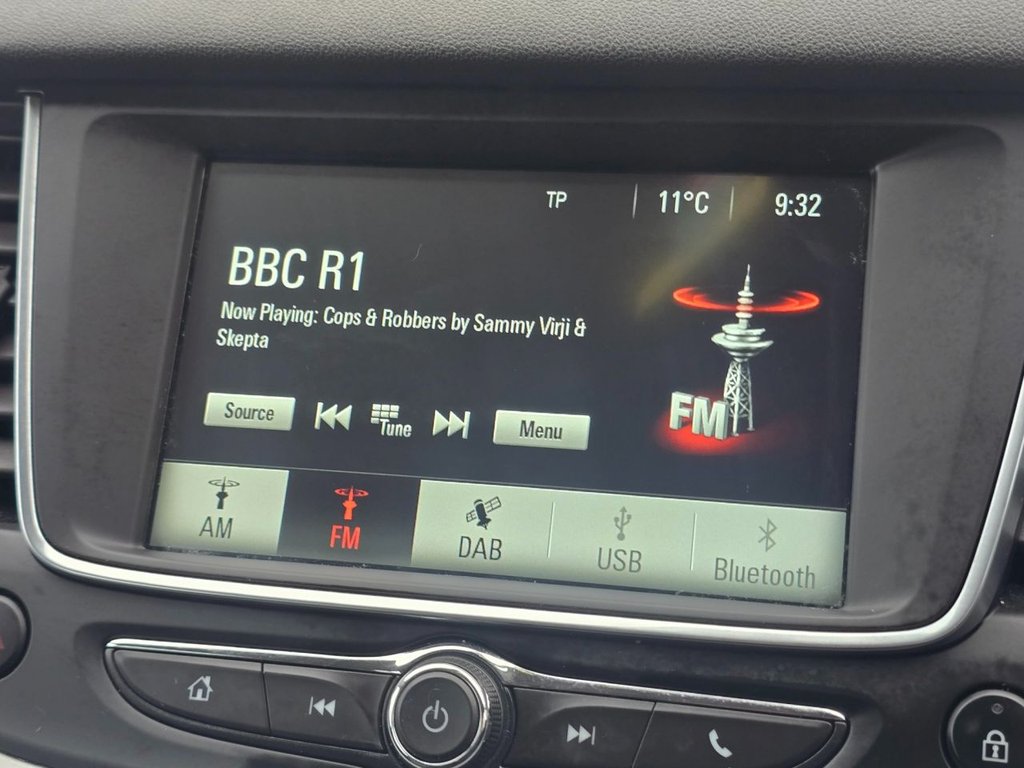 TP 11°C 9:32
BBC R1
Now Playing: Cops & Robbers by Sammy Virji &
Skepta
FM
Source Tune Menu
AM FM DAB USB Bluetooth